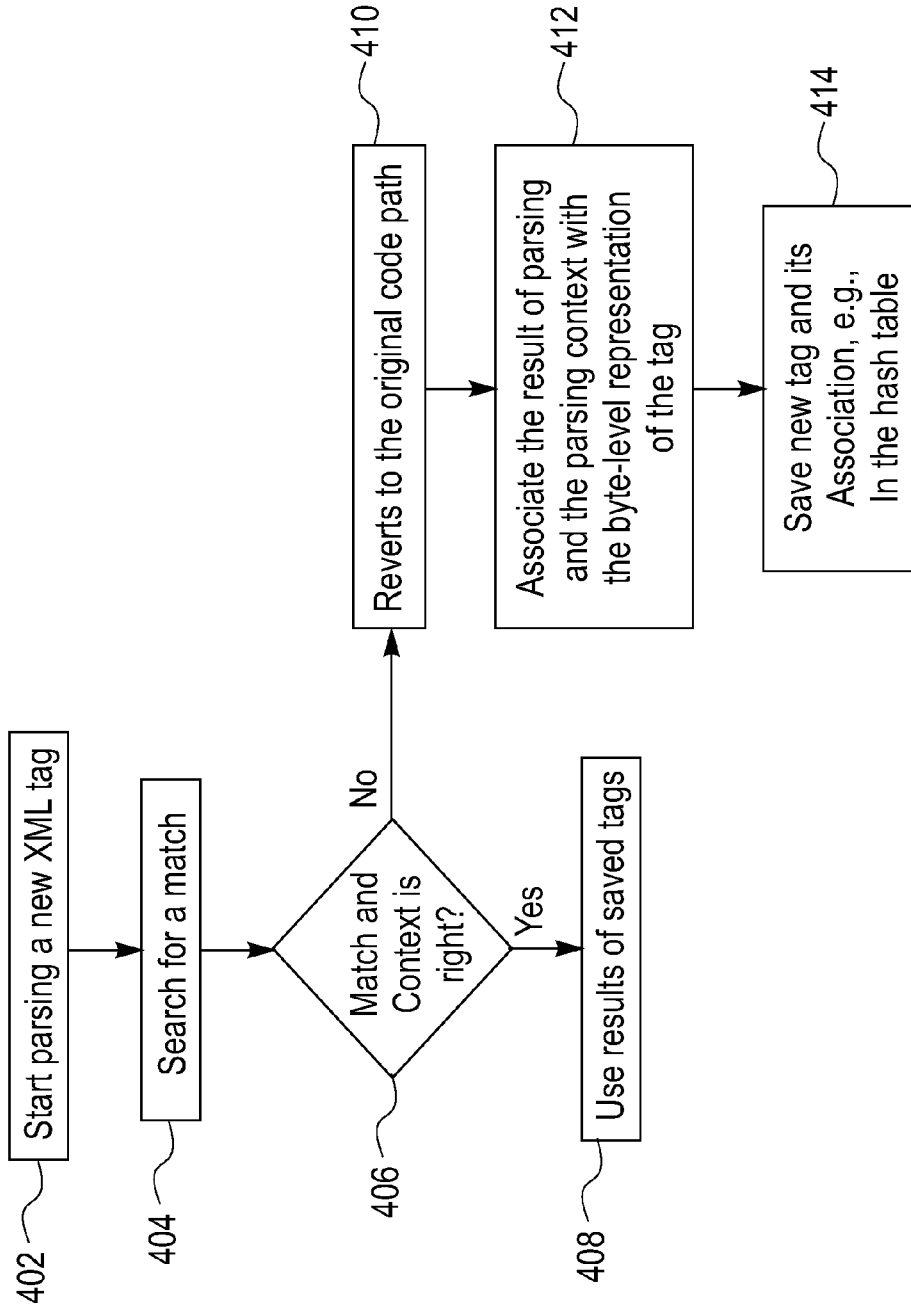 402
Start parsing a new XML tag
404
Search for a match
406
Match and
Context is
right?
No
Yes
408
Use results of saved tags
410
Reverts to the original code path
412
Associate the result of parsing
and the parsing context with
the byte-level representation
of the tag
414
Save new tag and its
Association, e.g.,
In the hash table